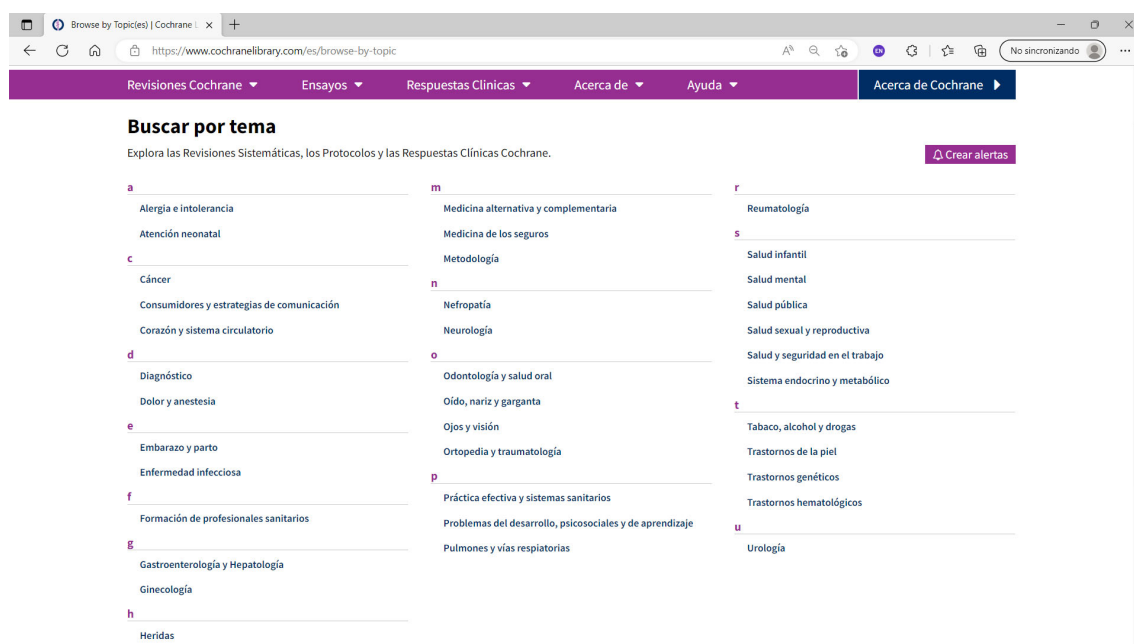 Browse by Topic(es) | Cochrane L
https://www.cochranelibrary.com/es/browse-by-topic
EN
No sincronizando
Revisiones Cochrane
Ensayos
Respuestas Clinicas
Acerca de
Ayuda
Acerca de Cochrane
Buscar por tema
Explora las Revisiones Sistemáticas, los Protocolos y las Respuestas Clínicas Cochrane.
Crear alertas
a
Alergia e intolerancia
Atención neonatal
c
Cáncer
Consumidores y estrategias de comunicación
Corazón y sistema circulatorio
d
Diagnóstico
Dolor y anestesia
e
Embarazo y parto
Enfermedad infecciosa
f
Formación de profesionales sanitarios
g
Gastroenterología y Hepatología
Ginecología
h
Heridas
m
Medicina alternativa y complementaria
Medicina de los seguros
Metodología
n
Nefropatía
Neurología
o
Odontología y salud oral
Oído, nariz y garganta
Ojos y visión
Ortopedia y traumatología
p
Práctica efectiva y sistemas sanitarios
Problemas del desarrollo, psicosociales y de aprendizaje
Pulmones y vías respiatorias
r
Reumatología
s
Salud infantil
Salud mental
Salud pública
Salud sexual y reproductiva
Salud y seguridad en el trabajo
Sistema endocrino y metabólico
t
Tabaco, alcohol y drogas
Trastornos de la piel
Trastornos genéticos
Trastornos hematológicos
u
Urología